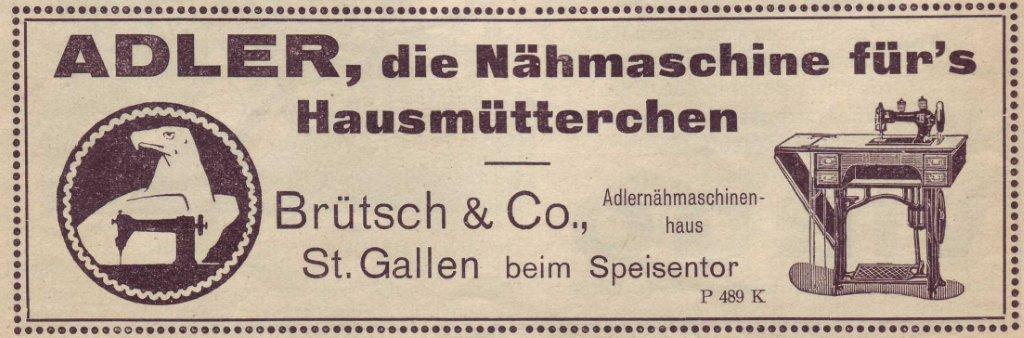 ADLER, die Nähmaschine für's
Hausmütterchen
Brütsch & Co., Adlernähmaschinen-
haus
St. Gallen beim Speisentor
P 489 K